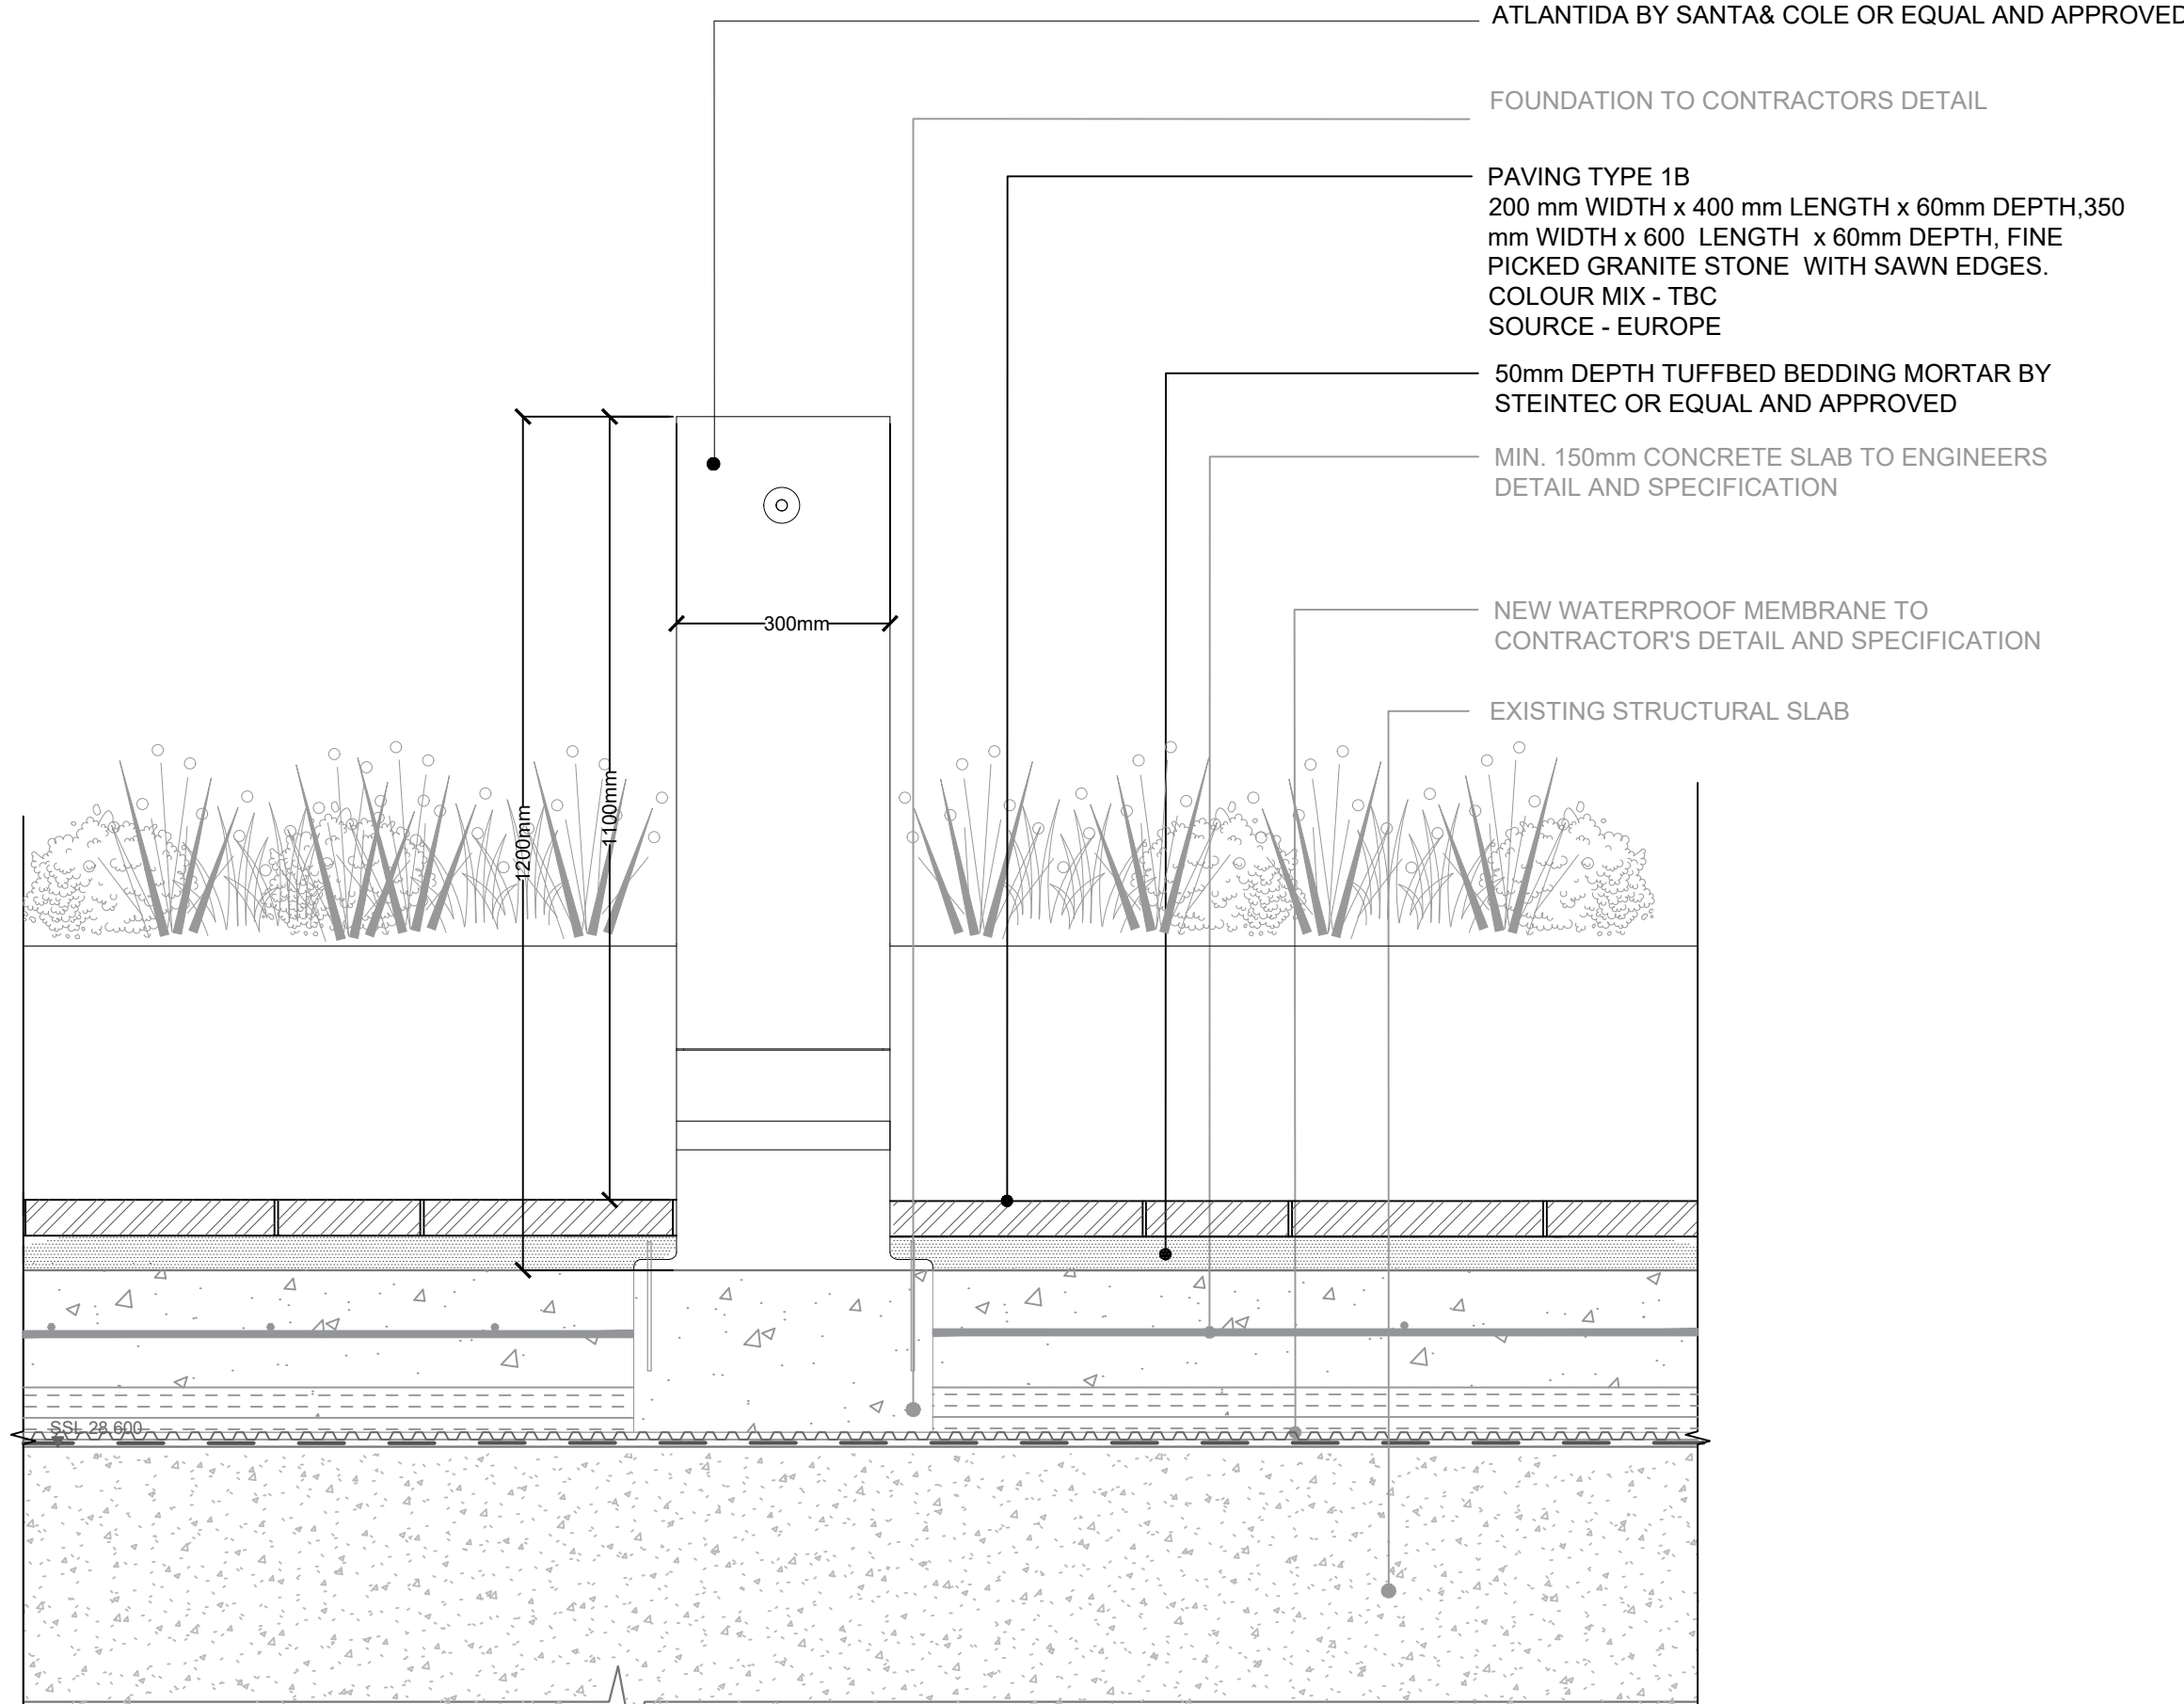 ATLANTIDA BY SANTA& COLE OR EQUAL AND APPROVED
FOUNDATION TO CONTRACTORS DETAIL
PAVING TYPE 1B
200 mm WIDTH x 400 mm LENGTH x 60mm DEPTH,350
mm WIDTH x 600 LENGTH x 60mm DEPTH, FINE
PICKED GRANITE STONE WITH SAWN EDGES.
COLOUR MIX - TBC
SOURCE - EUROPE
50mm DEPTH TUFFBED BEDDING MORTAR BY
STEINTEC OR EQUAL AND APPROVED
MIN. 150mm CONCRETE SLAB TO ENGINEERS
DETAIL AND SPECIFICATION
NEW WATERPROOF MEMBRANE TO
CONTRACTOR'S DETAIL AND SPECIFICATION
EXISTING STRUCTURAL SLAB
300mm
1200mm
1100mm
SSL 28.600